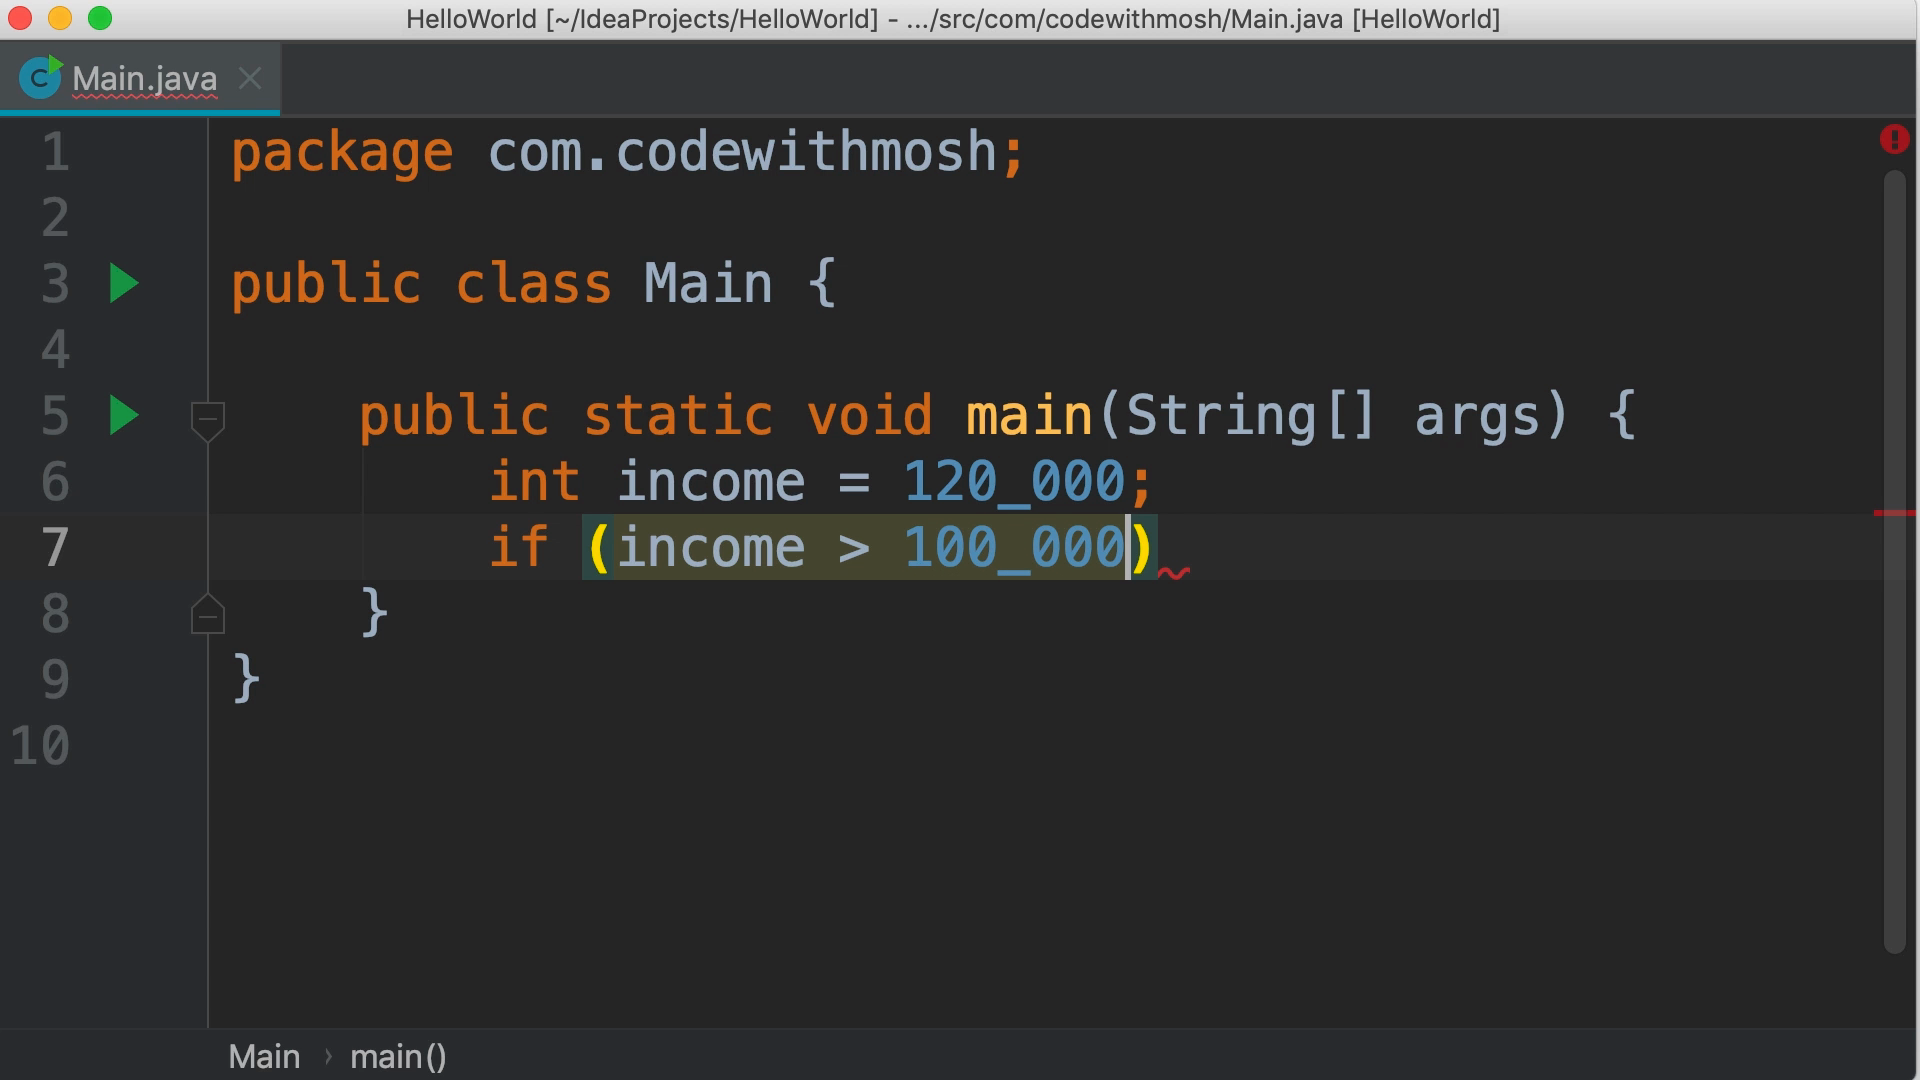 HelloWorld [~/IdeaProjects/HelloWorld] - .../src/com/codewithmosh/Main.java [HelloWorld]
C Main.java
1 package com.codewithmosh;
2
3 public class Main {
4
5 public static void main(String[] args) {
6 int income = 120_000;
7 if (income > 100_000)
8 }
9 }
10
Main › main()